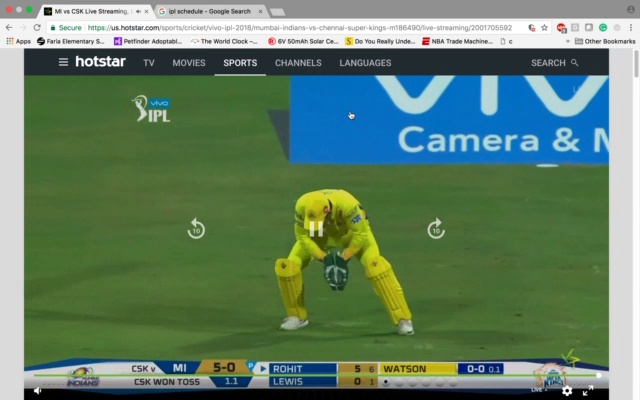 MI vs CSK Live Streaming,
ipl schedule - Google Search
Secure https://us.hotstar.com/sports/cricket/vivo-ipl-2018/mumbai-indians-vs-chennai-super-kings-m186490/live-streaming/2001705592
Apps Faria Elementary S... Petfinder Adoptabl... The World Clock –... 6V 50mAh Solar Ce... Do You Really Unde... NBA Trade Machine... c Other Bookmarks
hotstar TV MOVIES SPORTS CHANNELS LANGUAGES SEARCH
vivo
IPL
VIVO
Camera & M
10 10
CSK v MI 5-0 P ROHIT 5 6 WATSON 0-0 0.1
CSK WON TOSS 1.1 LEWIS 0 1
MUMBAI
INDIANS
SUPER
KINGS
LIVE